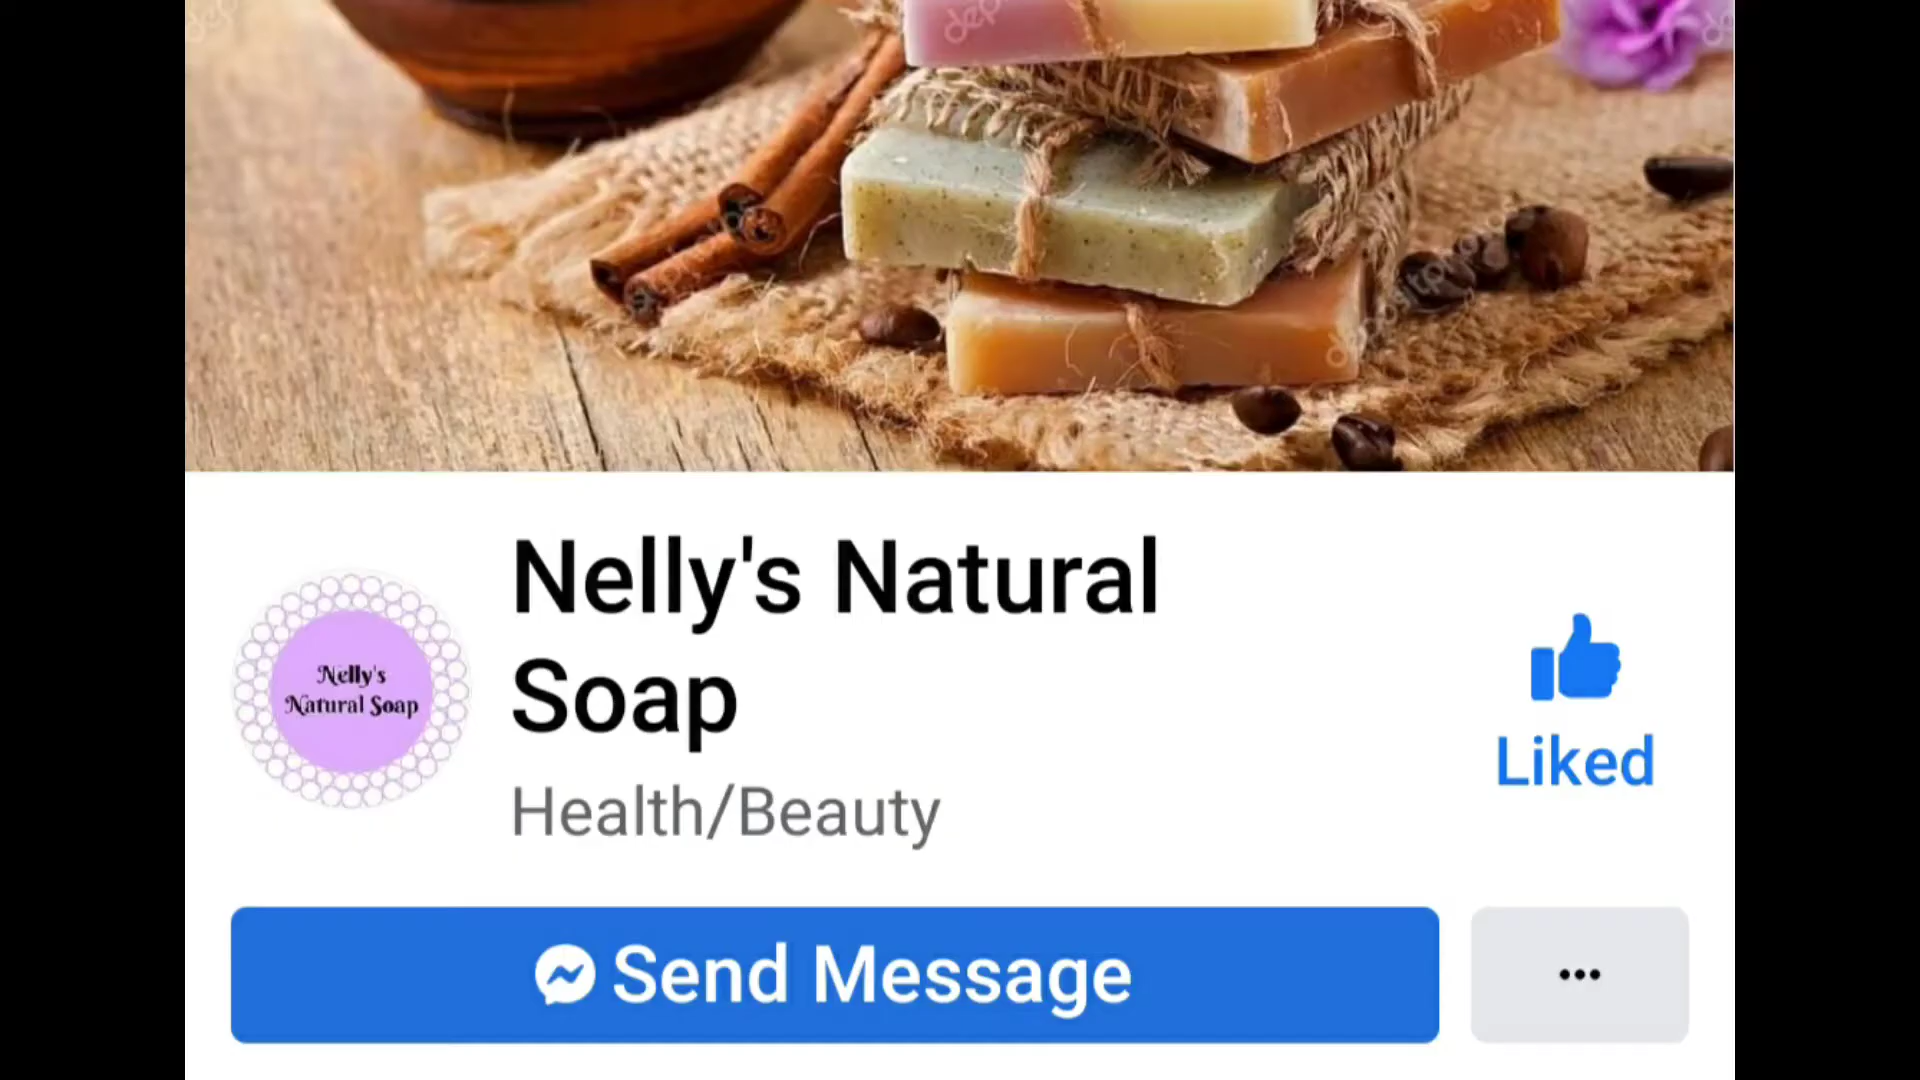 Nelly's Natural
Soap
Health/Beauty
Nelly's
Natural Soap
Liked
Send Message